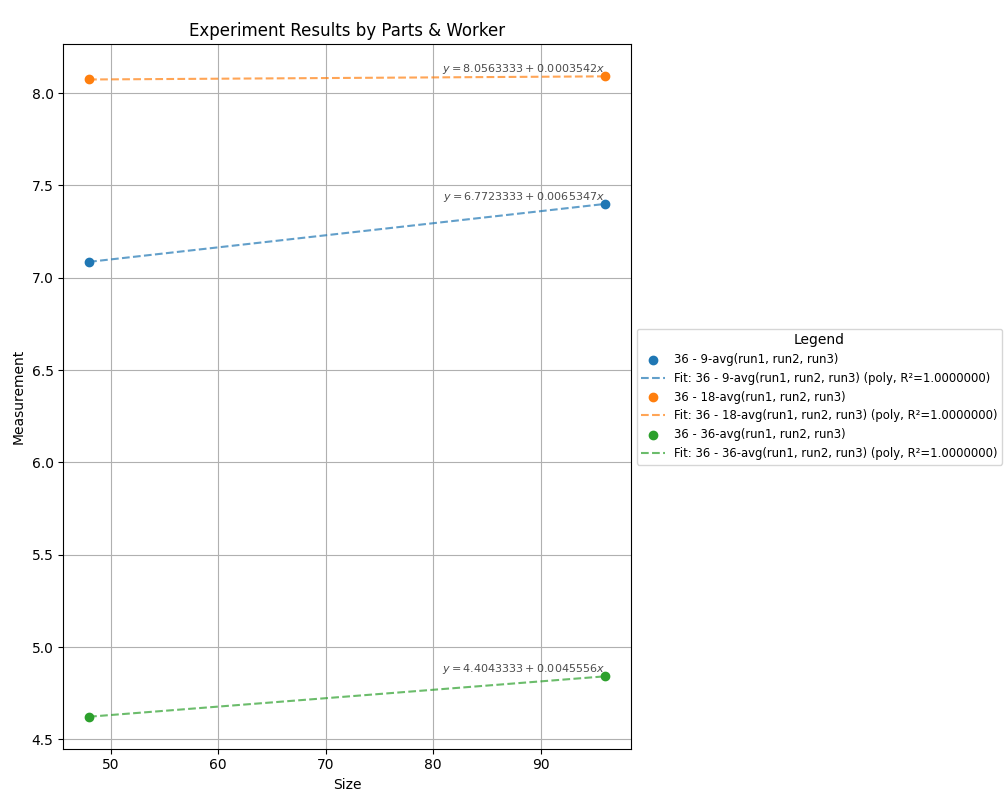 Experiment Results by Parts & Worker
Measurement
8.0
7.5
7.0
6.5
6.0
5.5
5.0
4.5
y = 8.0563333 + 0.0003542x
y = 6.7723333 + 0.0065347x
y = 4.4043333 + 0.0045556x
50 60 70 80 90
Size
Legend
36 - 9-avg(run1, run2, run3)
Fit: 36 - 9-avg(run1, run2, run3) (poly, R²=1.0000000)
36 - 18-avg(run1, run2, run3)
Fit: 36 - 18-avg(run1, run2, run3) (poly, R²=1.0000000)
36 - 36-avg(run1, run2, run3)
Fit: 36 - 36-avg(run1, run2, run3) (poly, R²=1.0000000)